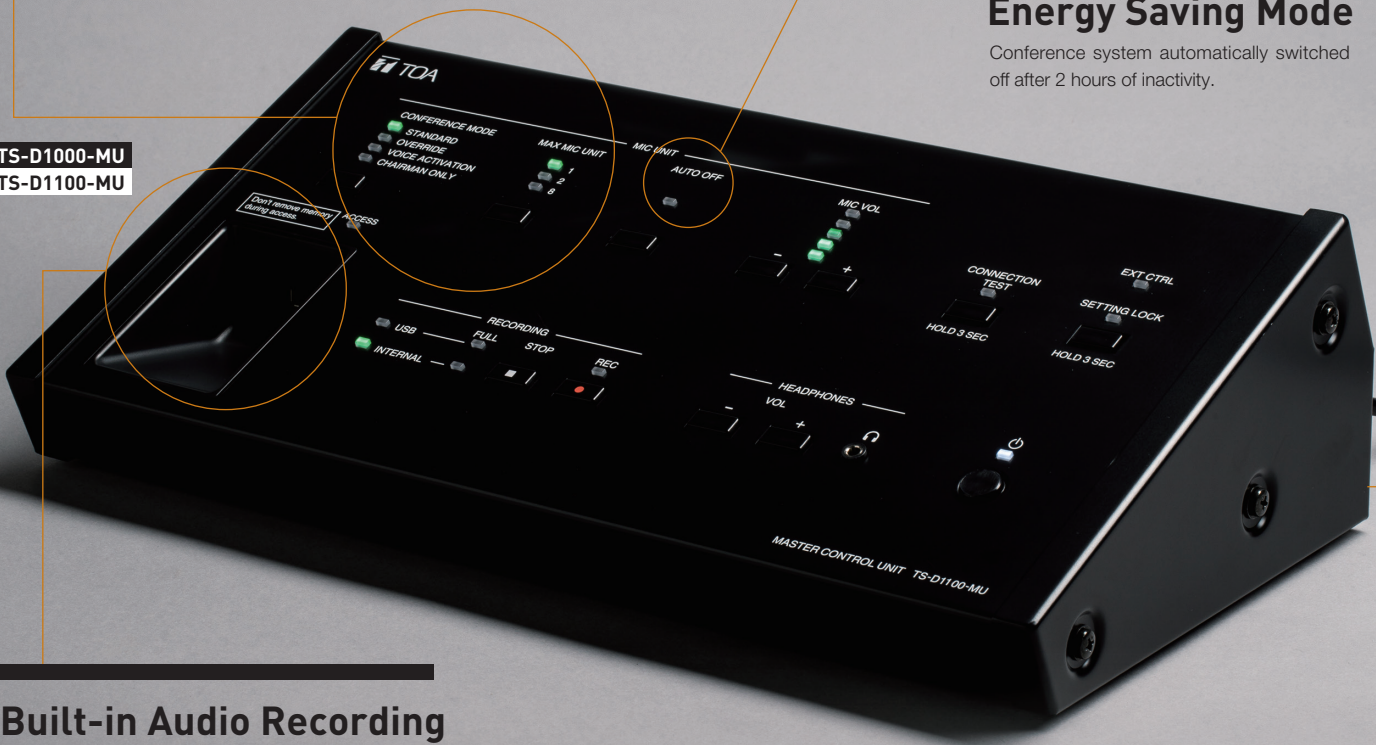 Energy Saving Mode
Conference system automatically switched
off after 2 hours of inactivity.
TOA
TS-D1000-MU
TS-D1100-MU
CONFERENCE MODE
STANDARD
OVERRIDE
VOICE ACTIVATION
CHAIRMAN ONLY
MAX MIC UNIT
1
2
8
MIC UNIT
AUTO OFF
MIC VOL
- +
Don't remove memory
during access.
ACCESS
CONNECTION
TEST
HOLD 3 SEC
EXT CTRL
SETTING LOCK
HOLD 3 SEC
RECORDING
USB
FULL
STOP
REC
INTERNAL
HEADPHONES
VOL
- +
MASTER CONTROL UNIT TS-D1100-MU
Built-in Audio Recording